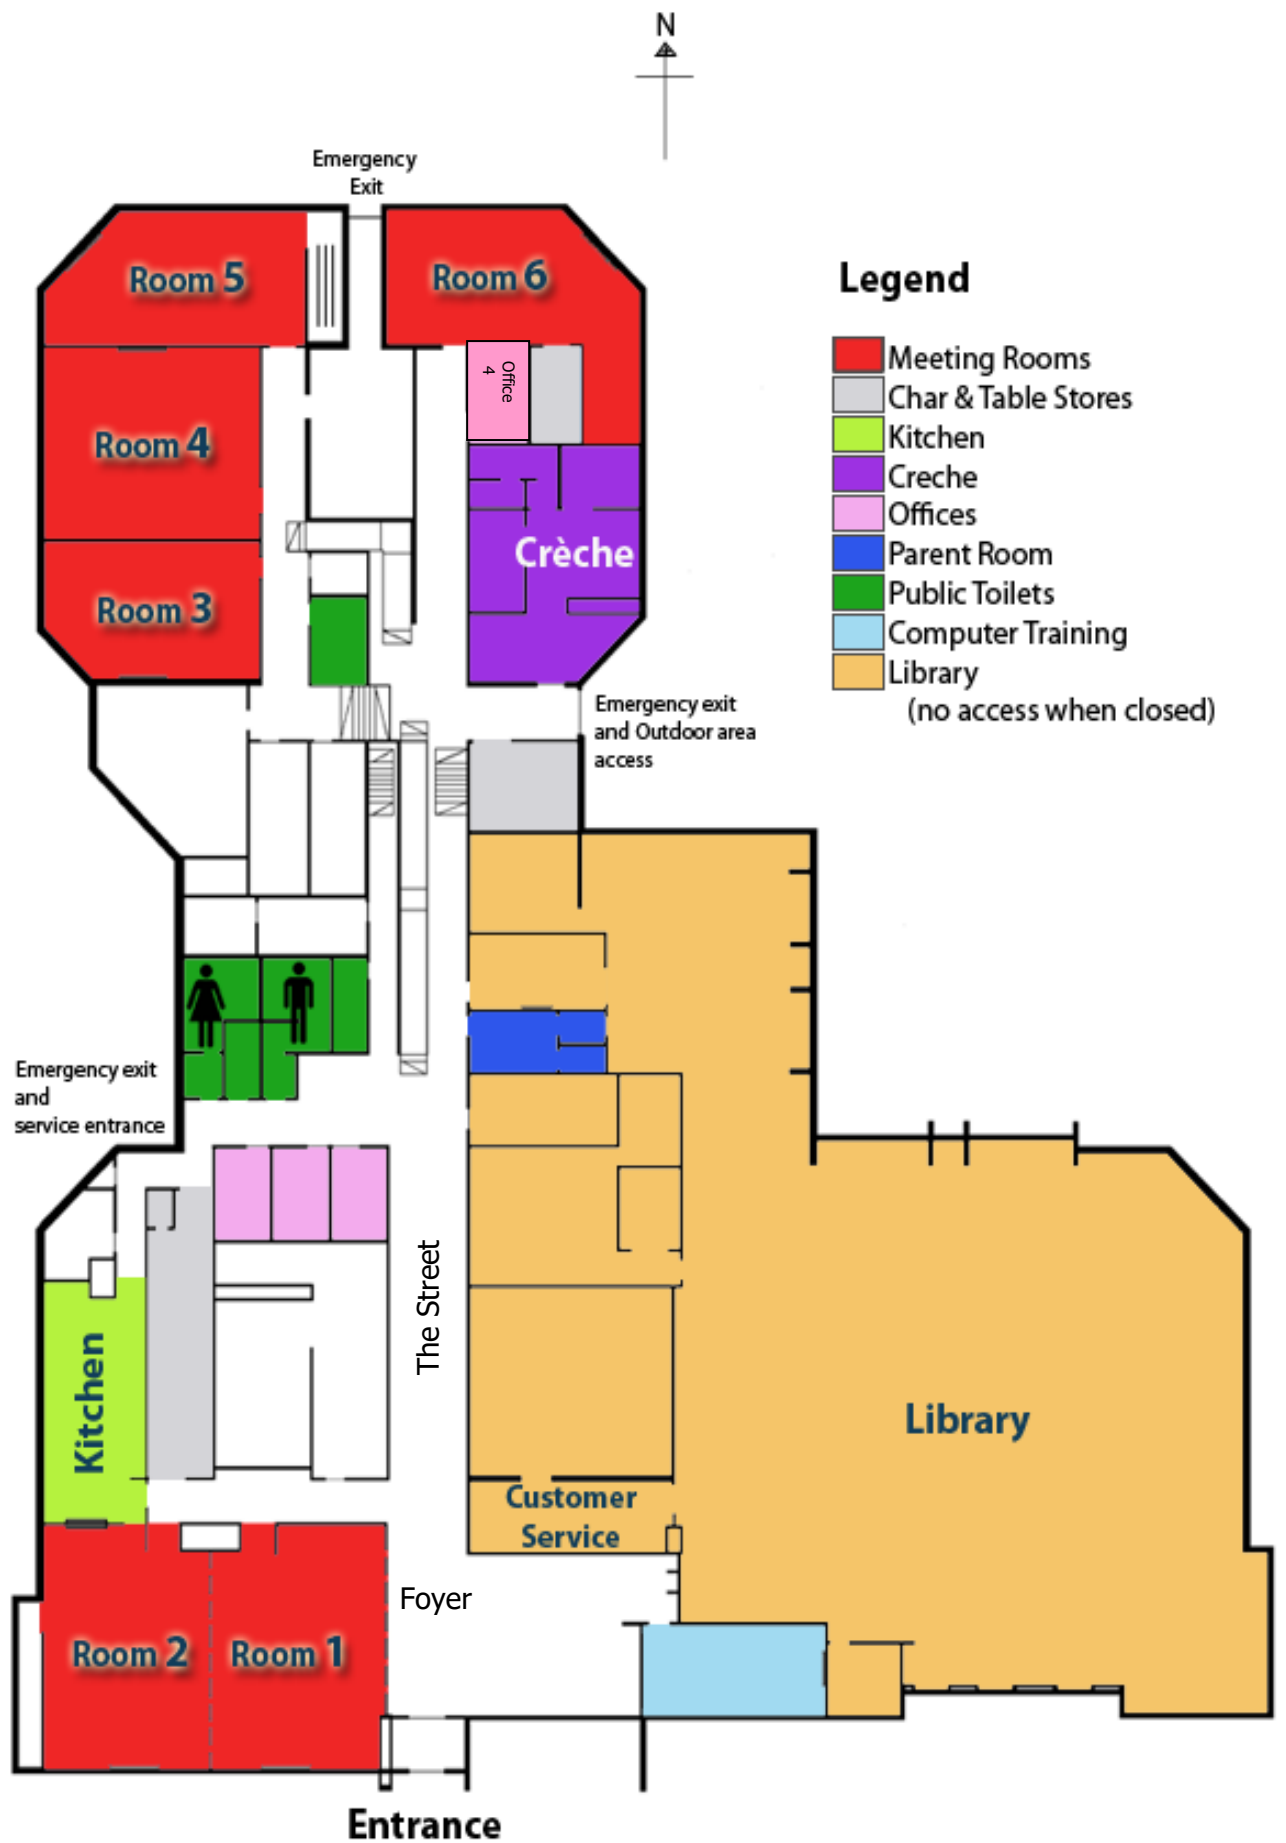 N
Emergency
Exit
Room 5
Room 6
Legend
Office
4
Meeting Rooms
Char & Table Stores
Room 4
Kitchen
Creche
Offices
Crèche
Parent Room
Room 3
Public Toilets
Computer Training
Library
(no access when closed)
Emergency exit
and Outdoor area
access
Emergency exit
and
service entrance
The Street
Kitchen
Library
Customer
Service
Foyer
Room 2
Room 1
Entrance